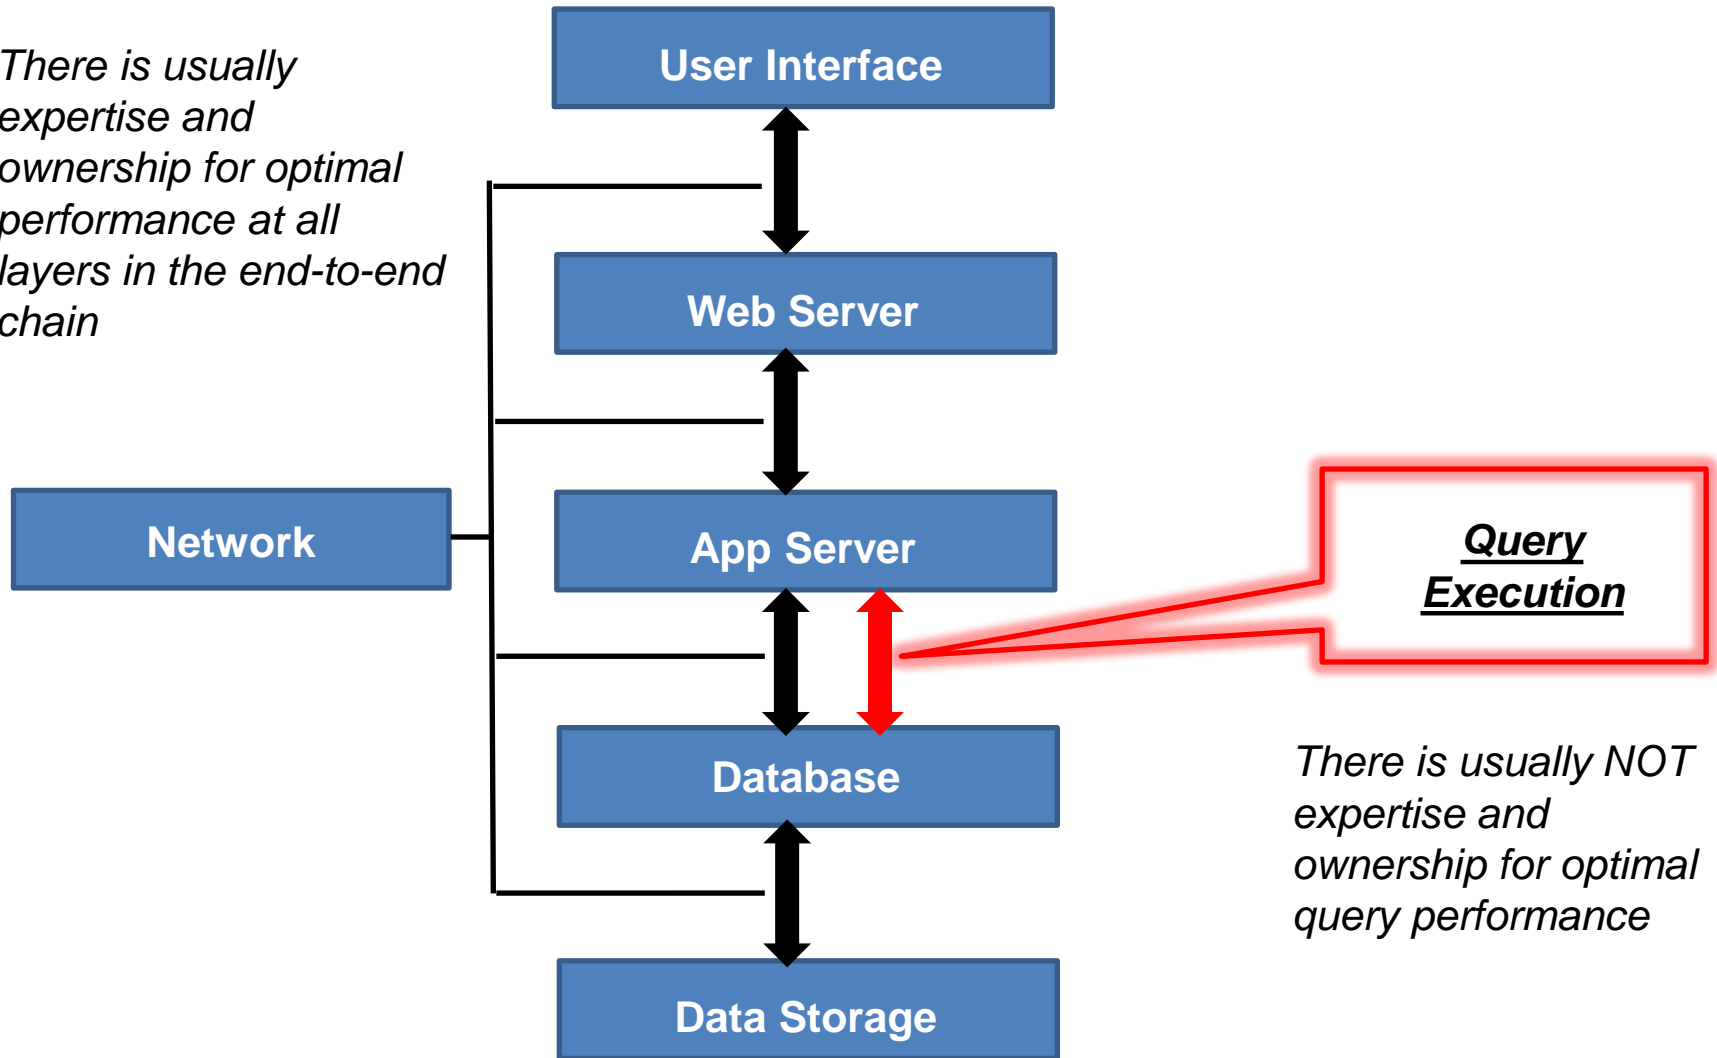 There is usually
expertise and
ownership for optimal
performance at all
layers in the end-to-end
chain
User Interface
Web Server
Network
App Server
Query
Execution
Database
There is usually NOT
expertise and
ownership for optimal
query performance
Data Storage